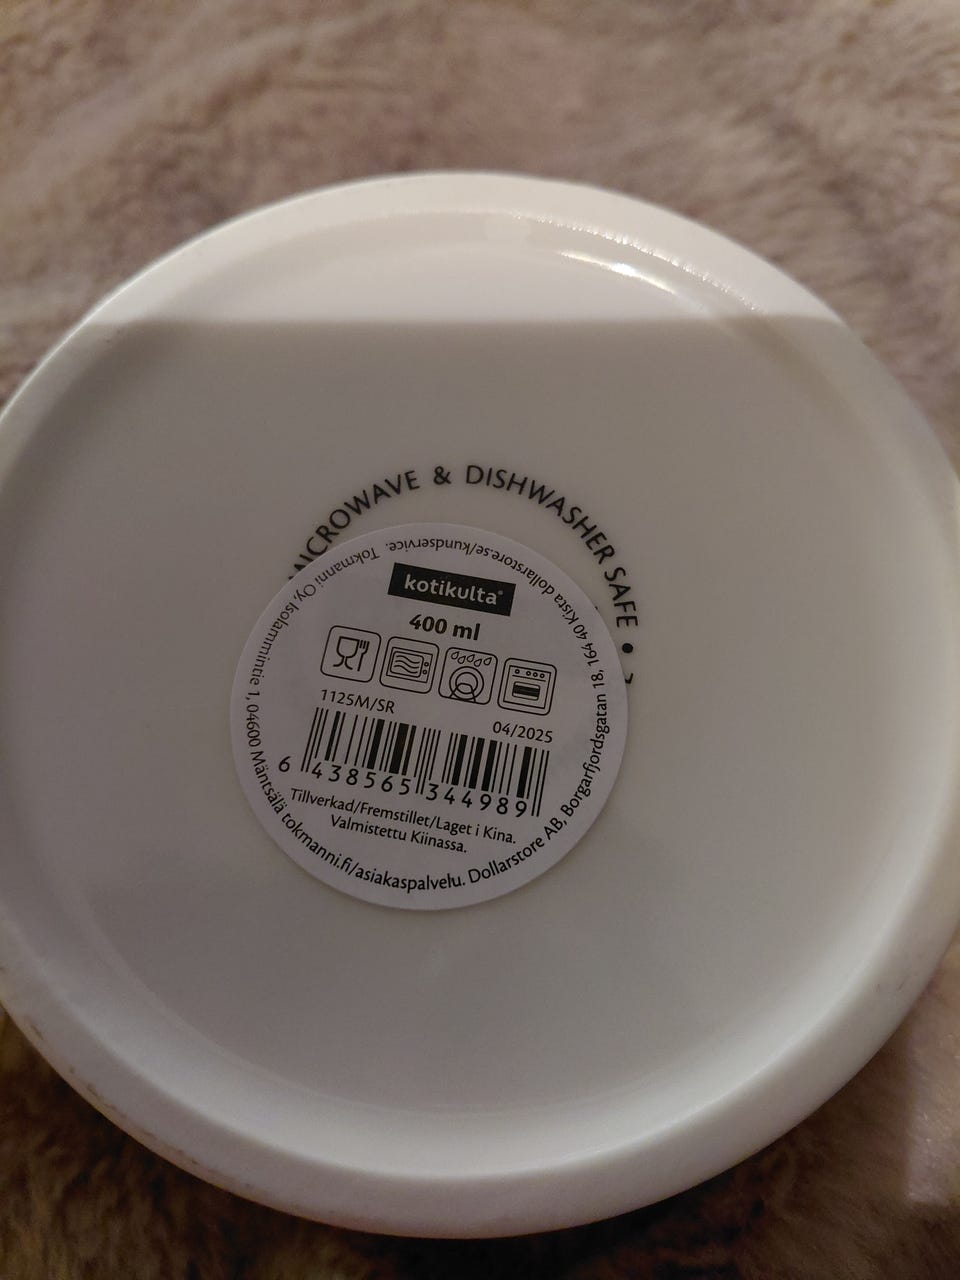 MICROWAVE & DISHWASHER SAFE •
kotikulta®
400 ml
1125M/SR
04/2025
6 438565 344989
Tillverkad/Fremstillet/Laget i Kina.
Valmistettu Kiinassa.
Tokmanni Oy, Isolammintie 1, 04600 Mäntsälä tokmanni.fi/asiakaspalvelu. Dollarstore AB, Borgarfjordsgatan 18, 164 40 Kista dollarstore.se/kundservice.